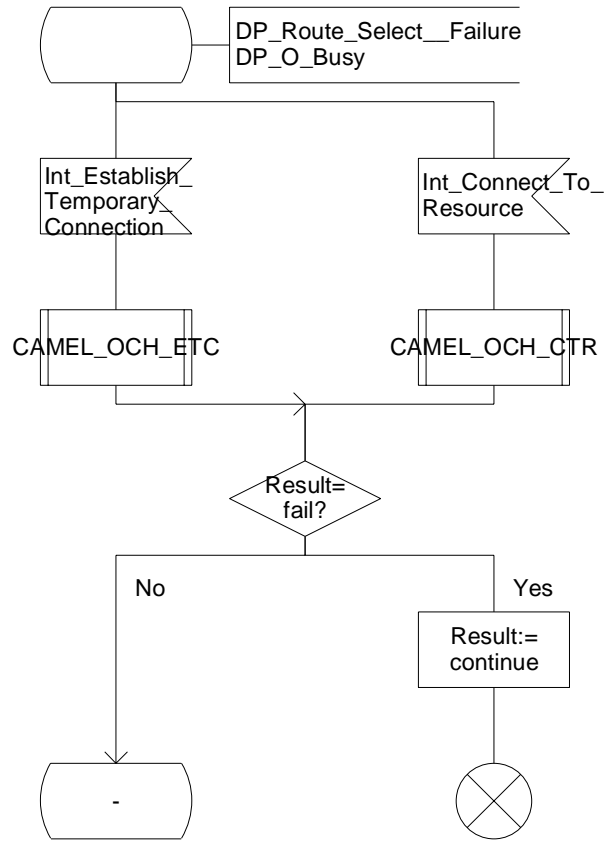 DP_Route_Select__Failure
DP_O_Busy
Int_Establish_
Temporary_
Connection
Int_Connect_To_
Resource
CAMEL_OCH_ETC
CAMEL_OCH_CTR
Result=
fail?
No
Yes
Result:=
continue
-